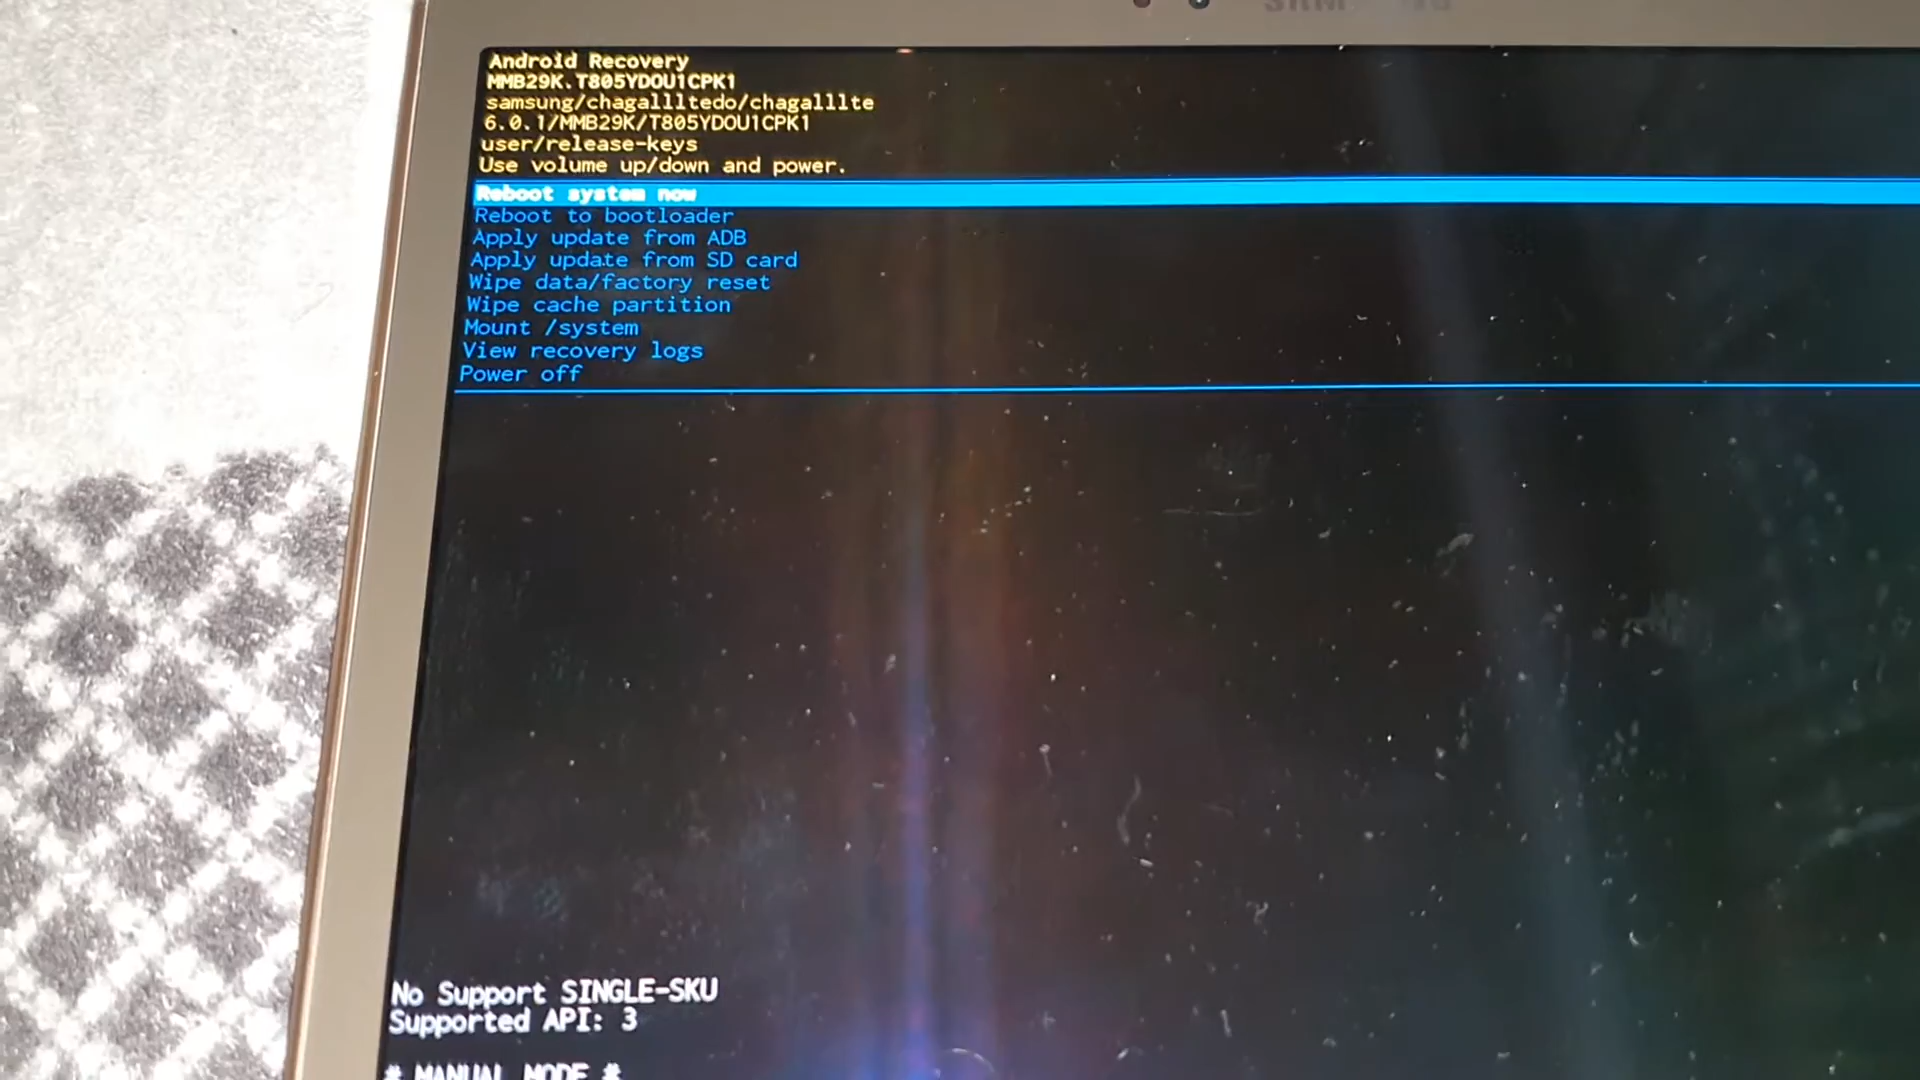 SAMSUNG
Android Recovery
MMB29K.T805YDOU1CPK1
samsung/chagallltedo/chagalllte
6.0.1/MMB29K/T805YDOU1CPK1
user/release-keys
Use volume up/down and power.
Reboot system now
Reboot to bootloader
Apply update from ADB
Apply update from SD card
Wipe data/factory reset
Wipe cache partition
Mount /system
View recovery logs
Power off
No Support SINGLE-SKU
Supported API: 3
# MANUAL MODE #